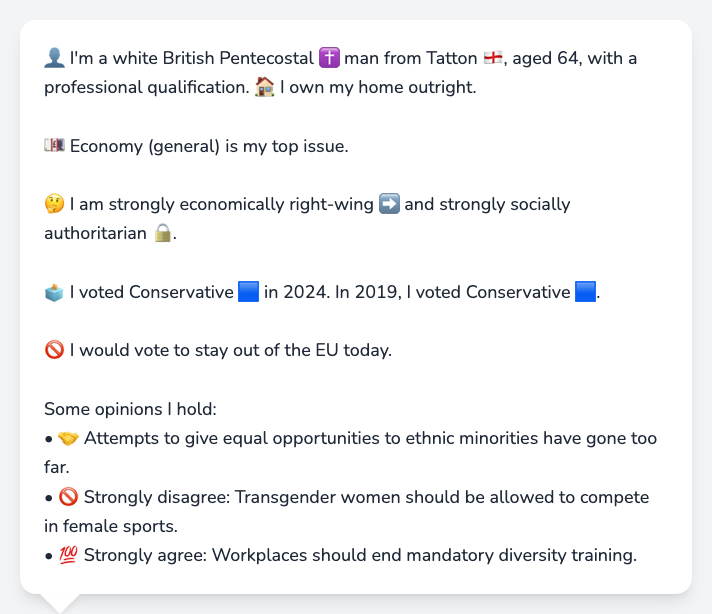 👤 I'm a white British Pentecostal ✝️ man from Tatton 🏴󠁧󠁢󠁥󠁮󠁧󠁿, aged 64, with a
professional qualification. 🏠 I own my home outright.
💷 Economy (general) is my top issue.
🤔 I am strongly economically right-wing ➡️ and strongly socially
authoritarian 🔒.
🗳️ I voted Conservative 🟦 in 2024. In 2019, I voted Conservative 🟦.
🚫 I would vote to stay out of the EU today.
Some opinions I hold:
• 🤝 Attempts to give equal opportunities to ethnic minorities have gone too
far.
• 🚫 Strongly disagree: Transgender women should be allowed to compete
in female sports.
• 💯 Strongly agree: Workplaces should end mandatory diversity training.